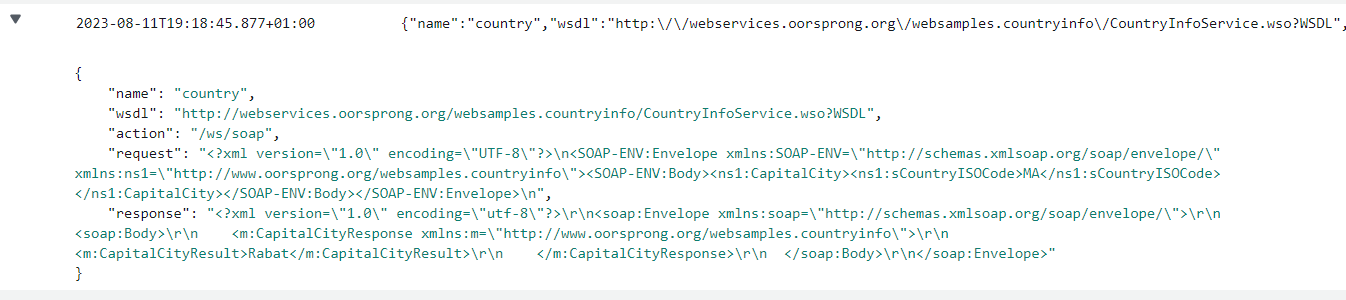 2023-08-11T19:18:45.877+01:00 {"name":"country","wsdl":"http:\/\/webservices.oorsprong.org\/websamples.countryinfo\/CountryInfoService.wso?WSDL",
{
"name": "country",
"wsdl": "http://webservices.oorsprong.org/websamples.countryinfo/CountryInfoService.wso?WSDL",
"action": "/ws/soap",
"request": "<?xml version=\"1.0\" encoding=\"UTF-8\"?>\n<SOAP-ENV:Envelope xmlns:SOAP-ENV=\"http://schemas.xmlsoap.org/soap/envelope/\"
xmlns:ns1=\"http://www.oorsprong.org/websamples.countryinfo\"><SOAP-ENV:Body><ns1:CapitalCity><ns1:sCountryISOCode>MA</ns1:sCountryISOCode>
</ns1:CapitalCity></SOAP-ENV:Body></SOAP-ENV:Envelope>\n",
"response": "<?xml version=\"1.0\" encoding=\"utf-8\"?>\r\n<soap:Envelope xmlns:soap=\"http://schemas.xmlsoap.org/soap/envelope/\">\r\n
<soap:Body>\r\n    <m:CapitalCityResponse xmlns:m=\"http://www.oorsprong.org/websamples.countryinfo\">\r\n
<m:CapitalCityResult>Rabat</m:CapitalCityResult>\r\n    </m:CapitalCityResponse>\r\n  </soap:Body>\r\n</soap:Envelope>"
}